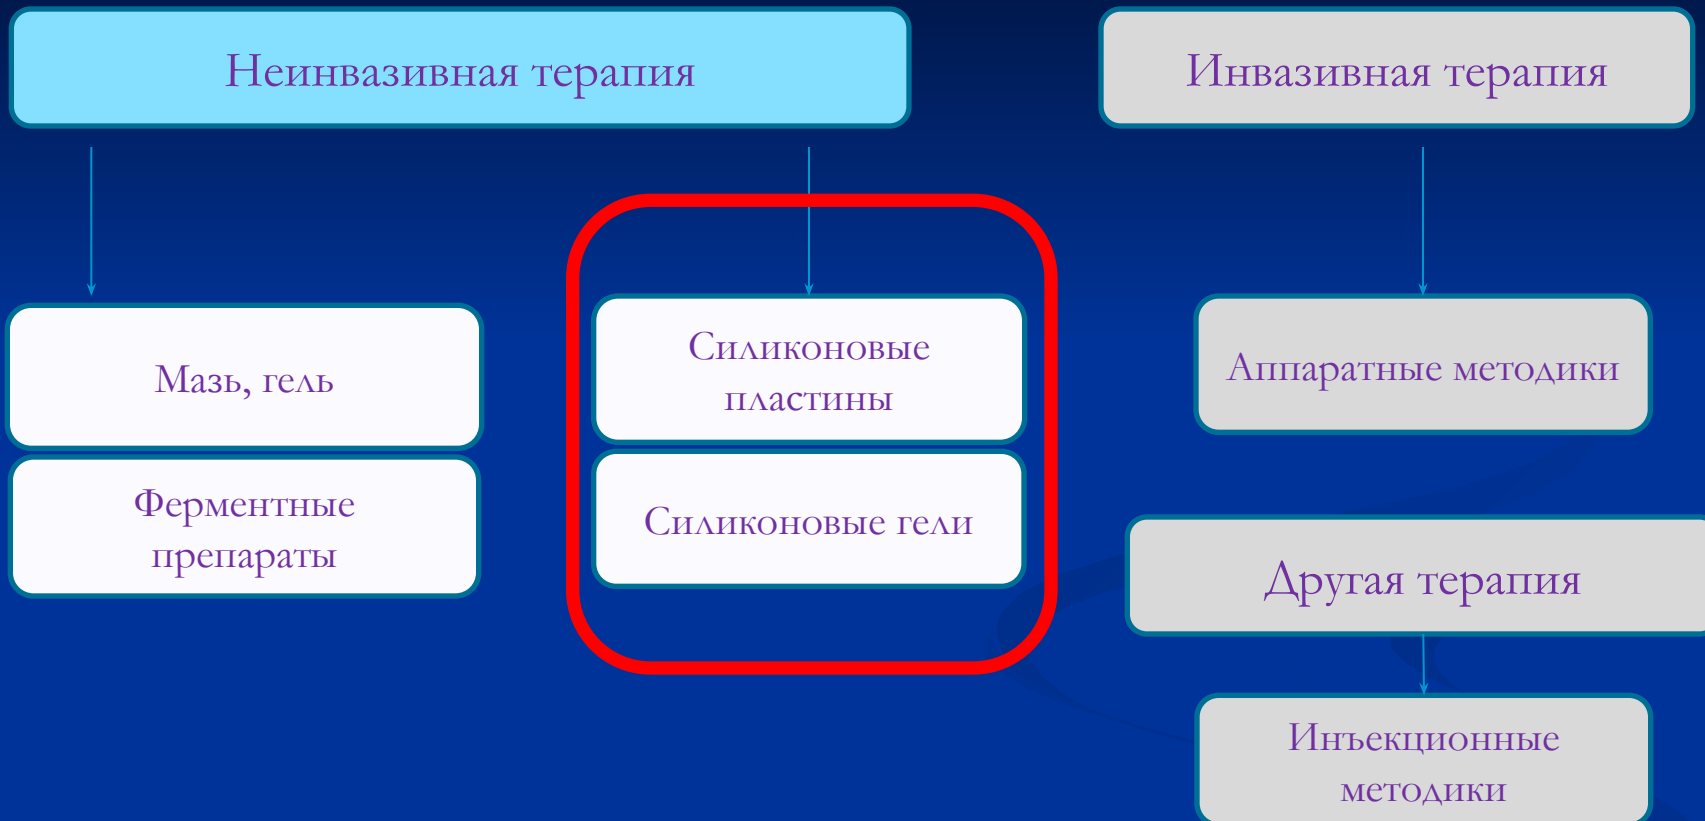 Неинвазивная терапия
Инвазивная терапия
Мазь, гель
Ферментные
препараты
Силиконовые
пластины
Силиконовые гели
Аппаратные методики
Другая терапия
Инъекционные
методики